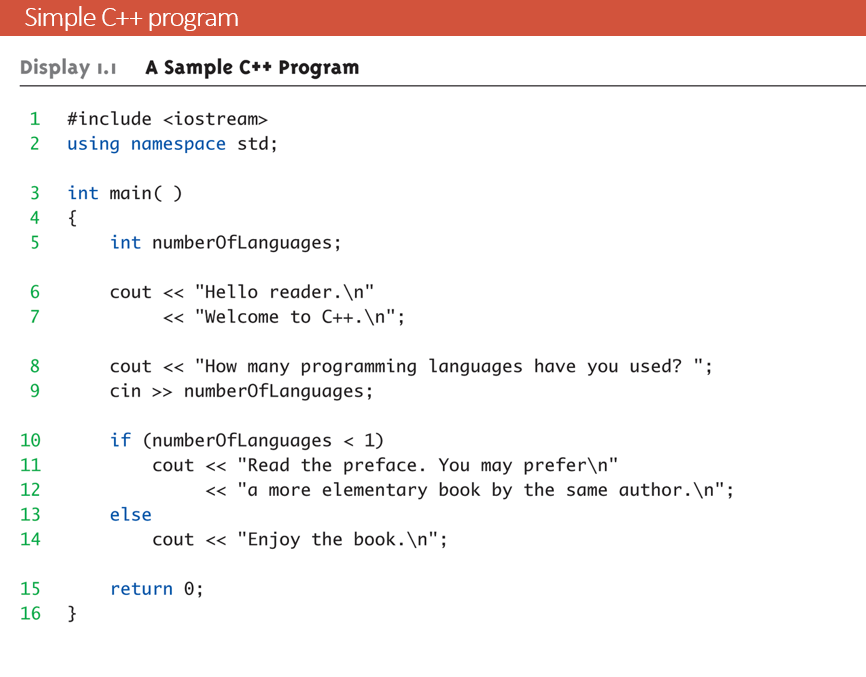 Simple C++ program
Display 1.1 A Sample C++ Program
1 #include <iostream>
2 using namespace std;
3 int main( )
4 {
5     int numberOfLanguages;
6     cout << "Hello reader.\n"
7          << "Welcome to C++.\n";
8     cout << "How many programming languages have you used? ";
9     cin >> numberOfLanguages;
10     if (numberOfLanguages < 1)
11         cout << "Read the preface. You may prefer\n"
12              << "a more elementary book by the same author.\n";
13     else
14         cout << "Enjoy the book.\n";
15     return 0;
16 }